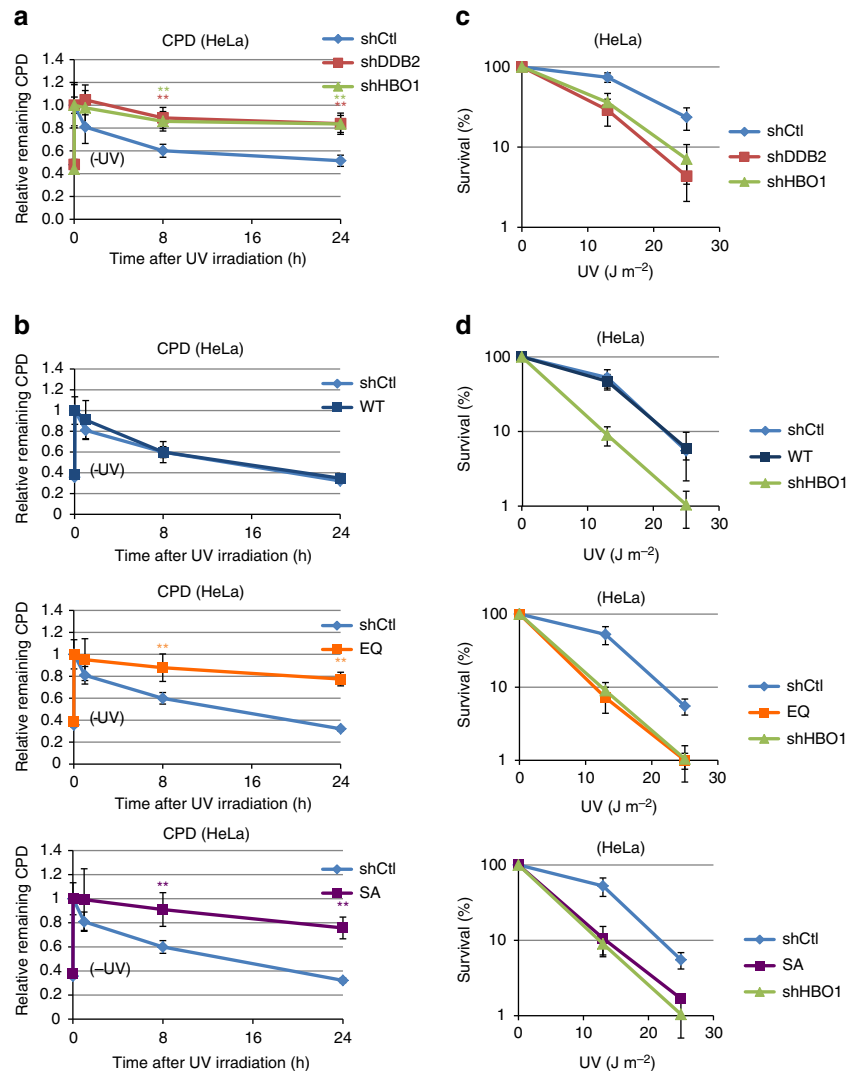 a
CPD (HeLa)
shCtl
shDDB2
shHBO1
Relative remaining CPD
1.4
1.2
1.0
0.8
0.6
0.4
0.2
0.0
** **
** **
(-UV)
0 8 16 24
Time after UV irradiation (h)
c
(HeLa)
Survival (%)
100
10
1
0 10 20 30
UV (J m⁻²)
shCtl
shDDB2
shHBO1
b
CPD (HeLa)
shCtl
WT
Relative remaining CPD
1.4
1.2
1
0.8
0.6
0.4
0.2
0
(-UV)
0 8 16 24
Time after UV irradiation (h)
CPD (HeLa)
shCtl
EQ
Relative remaining CPD
1.4
1.2
1
0.8
0.6
0.4
0.2
0
** **
(-UV)
0 8 16 24
Time after UV irradiation (h)
CPD (HeLa)
shCtl
SA
Relative remaining CPD
1.4
1.2
1
0.8
0.6
0.4
0.2
0
** **
(–UV)
0 8 16 24
Time after UV irradiation (h)
d
(HeLa)
Survival (%)
100
10
1
0 10 20 30
UV (J m⁻²)
shCtl
WT
shHBO1
(HeLa)
Survival (%)
100
10
1
0 10 20 30
UV (J m⁻²)
shCtl
EQ
shHBO1
(HeLa)
Survival (%)
100
10
1
0 10 20 30
UV (J m⁻²)
shCtl
SA
shHBO1